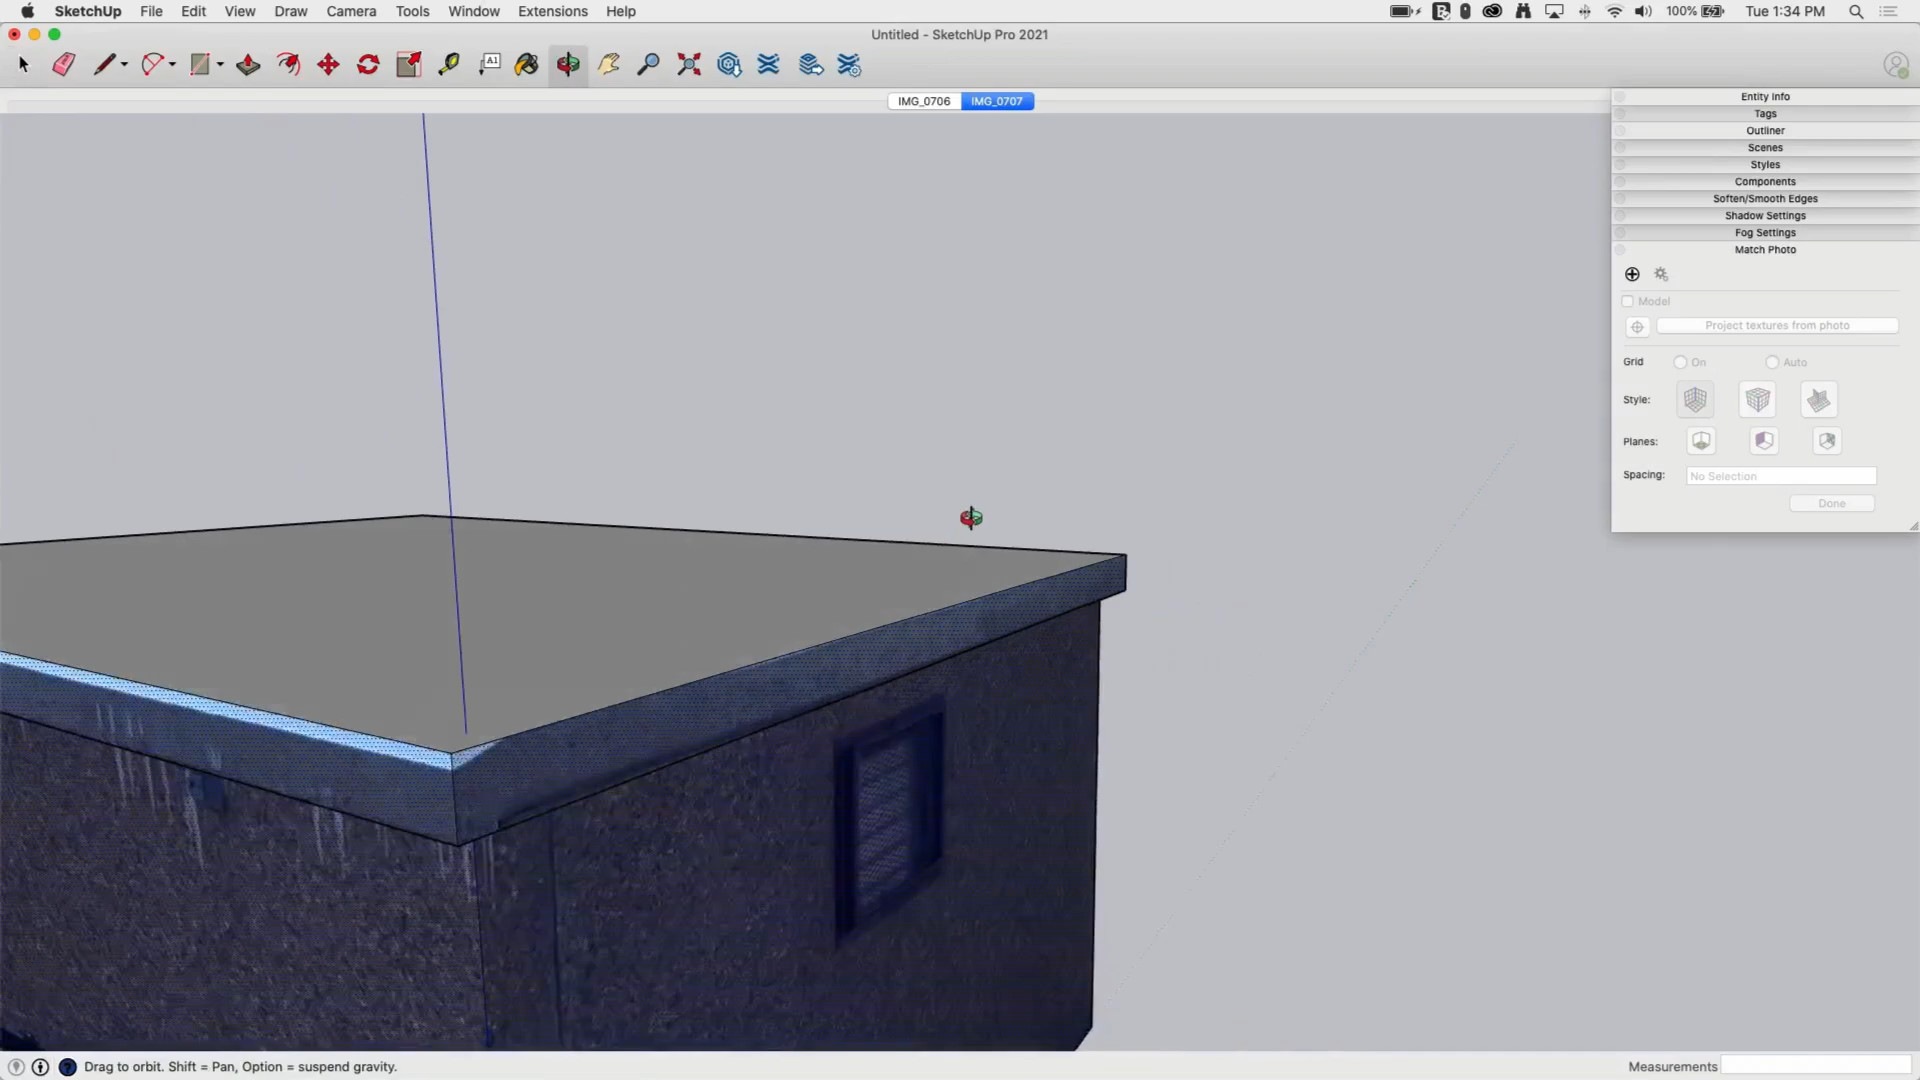 SketchUp File Edit View Draw Camera Tools Window Extensions Help 100% Tue 1:34 PM
Untitled - SketchUp Pro 2021
A1
IMG_0706 IMG_0707
Entity Info
Tags
Outliner
Scenes
Styles
Components
Soften/Smooth Edges
Shadow Settings
Fog Settings
Match Photo
Model
Project textures from photo
Grid On Auto
Style:
Planes:
Spacing: No Selection
Done
Drag to orbit. Shift = Pan, Option = suspend gravity. Measurements